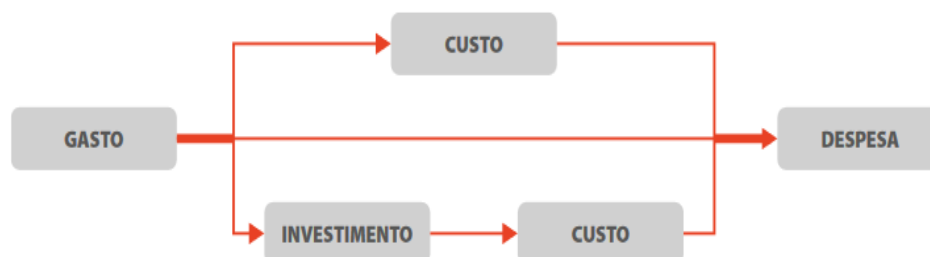 CUSTO
GASTO
DESPESA
INVESTIMENTO
CUSTO